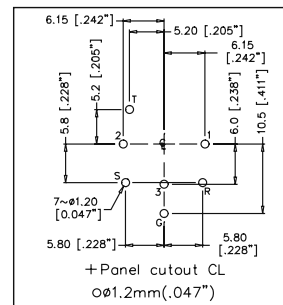 6.15 [.242"]
5.20 [.205"]
6.15
[.242"]
5.2
[.205"]
T
5.8 [.228"]
2
℄
1
6.0 [.238"]
10.5 [.411"]
S
3
R
7~ø1.20
[0.047"]
G
5.80 [.228"]
5.80
[.228"]
+Panel cutout CL
oø1.2mm(.047")